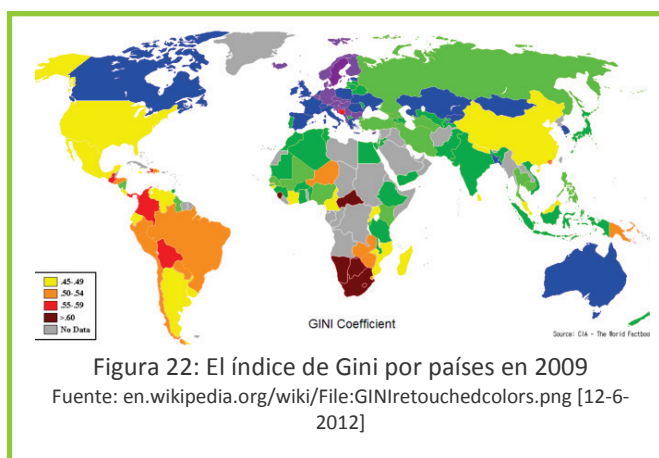 .45-.49
.50-.54
.55-.59
>.60
No Data
GINI Coefficient
Source: CIA - The World Factboo
Figura 22: El índice de Gini por países en 2009
Fuente: en.wikipedia.org/wiki/File:GINIretouchedcolors.png [12-6-
2012]